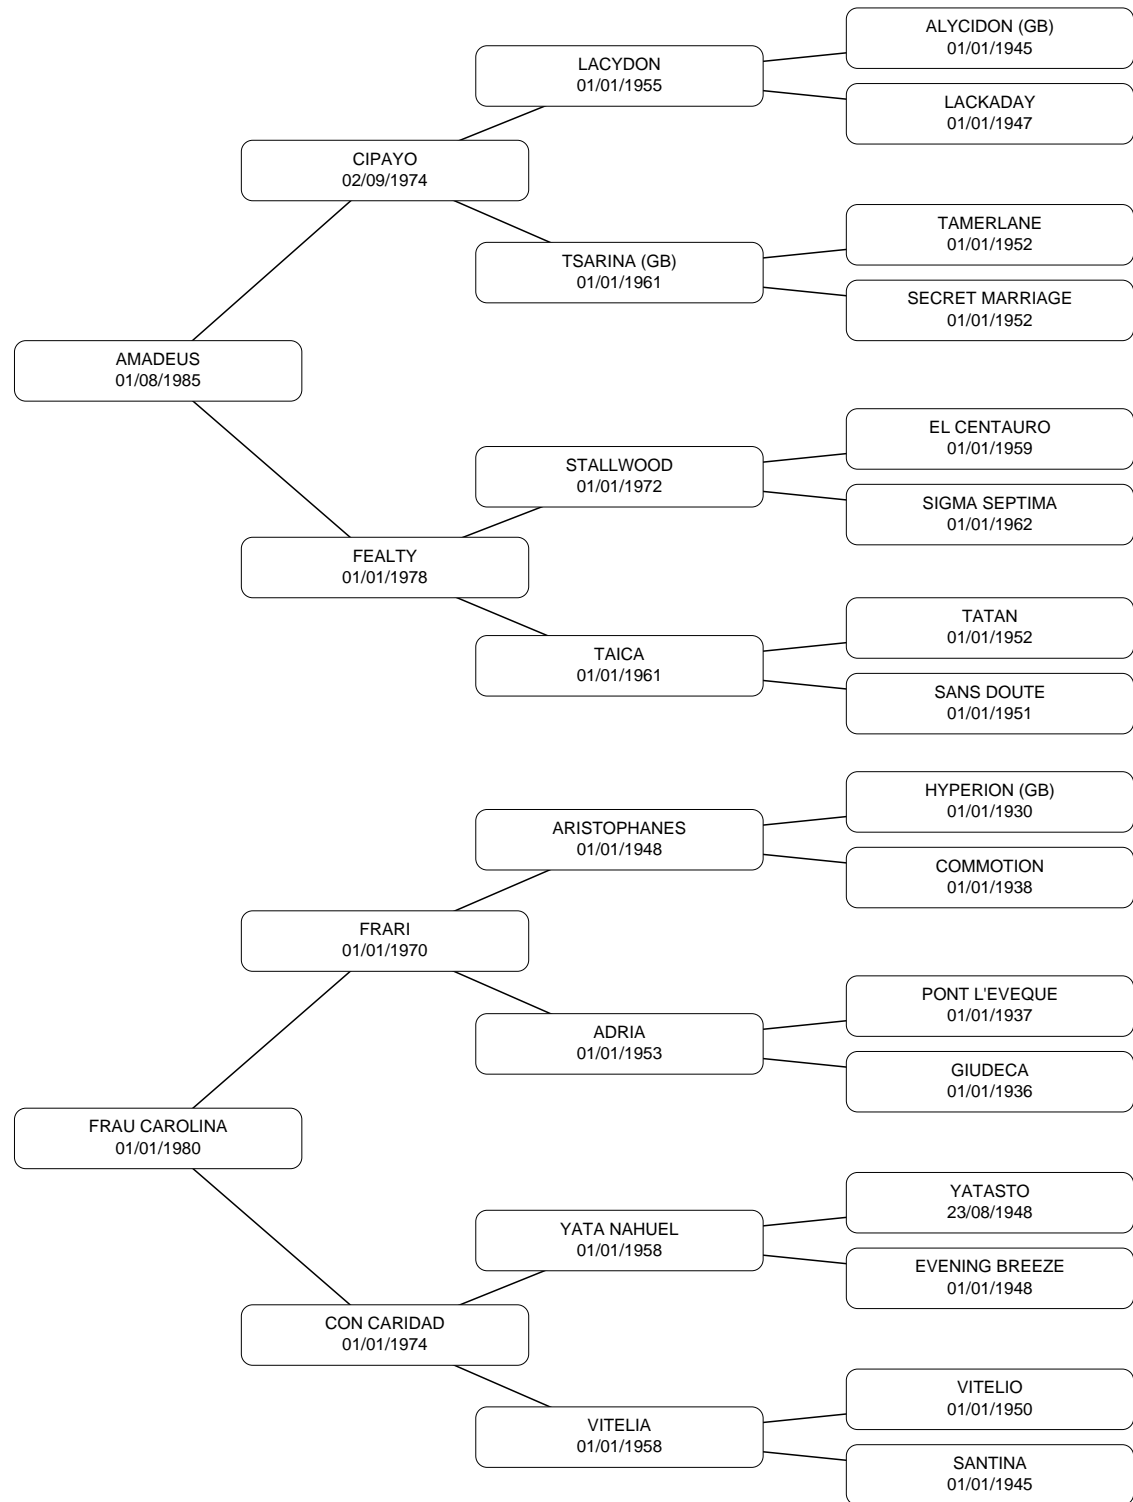 ALYCIDON (GB)
01/01/1945
LACYDON
01/01/1955
LACKADAY
01/01/1947
CIPAYO
02/09/1974
TAMERLANE
01/01/1952
TSARINA (GB)
01/01/1961
SECRET MARRIAGE
01/01/1952
AMADEUS
01/08/1985
EL CENTAURO
01/01/1959
STALLWOOD
01/01/1972
SIGMA SEPTIMA
01/01/1962
FEALTY
01/01/1978
TATAN
01/01/1952
TAICA
01/01/1961
SANS DOUTE
01/01/1951
HYPERION (GB)
01/01/1930
ARISTOPHANES
01/01/1948
COMMOTION
01/01/1938
FRARI
01/01/1970
PONT L'EVEQUE
01/01/1937
ADRIA
01/01/1953
GIUDECA
01/01/1936
FRAU CAROLINA
01/01/1980
YATASTO
23/08/1948
YATA NAHUEL
01/01/1958
EVENING BREEZE
01/01/1948
CON CARIDAD
01/01/1974
VITELIO
01/01/1950
VITELIA
01/01/1958
SANTINA
01/01/1945